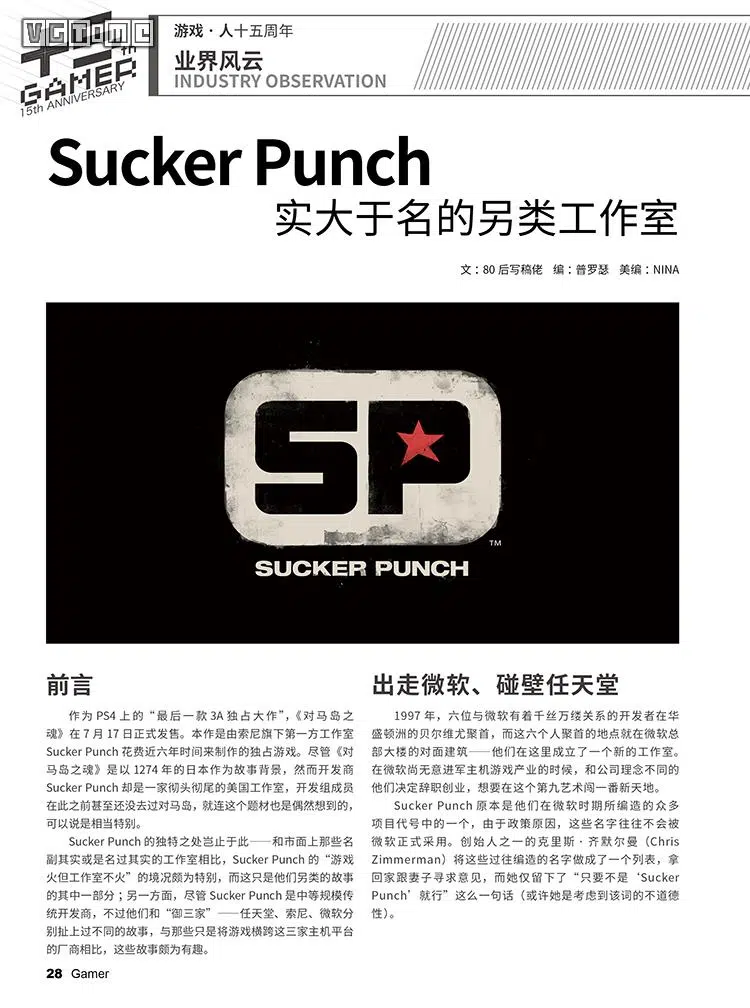 VGTIME
十五th
GAMER
15th ANNIVERSARY
游戏·人十五周年
业界风云
INDUSTRY OBSERVATION
Sucker Punch
实大于名的另类工作室
文：80 后写稿佬 编：普罗瑟 美编：NINA
SP
TM
SUCKER PUNCH
前言
作为 PS4 上的“最后一款 3A 独占大作”，《对马岛之
魂》在 7 月 17 日正式发售。本作是由索尼旗下第一方工作室
Sucker Punch 花费近六年时间来制作的独占游戏。尽管《对
马岛之魂》是以 1274 年的日本作为故事背景，然而开发商
Sucker Punch 却是一家彻头彻尾的美国工作室，开发组成员
在此之前甚至还没去过对马岛，就连这个题材也是偶然想到的，
可以说是相当特别。
Sucker Punch 的独特之处岂止于此——和市面上那些名
副其实或是名过其实的工作室相比，Sucker Punch 的“游戏
火但工作室不火”的境况颇为特别，而这只是他们另类的故事
的其中一部分；另一方面，尽管 Sucker Punch 是中等规模传
统开发商，不过他们和“御三家”——任天堂、索尼、微软分
别扯上过不同的故事，与那些只是将游戏横跨这三家主机平台
的厂商相比，这些故事颇为有趣。
出走微软、碰壁任天堂
1997 年，六位与微软有着千丝万缕关系的开发者在华
盛顿洲的贝尔维尤聚首，而这六个人聚首的地点就在微软总
部大楼的对面建筑——他们在这里成立了一个新的工作室。
在微软尚无意进军主机游戏产业的时候，和公司理念不同的
他们决定辞职创业，想要在这个第九艺术闯一番新天地。
Sucker Punch 原本是他们在微软时期所编造的众多
项目代号中的一个，由于政策原因，这些名字往往不会被
微软正式采用。创始人之一的克里斯·齐默尔曼（Chris
Zimmerman）将这些过往编造的名字做成了一个列表，拿
回家跟妻子寻求意见，而她仅留下了“只要不是‘Sucker
Punch’就行”这么一句话（或许她是考虑到该词的不道德
性）。
28 Gamer